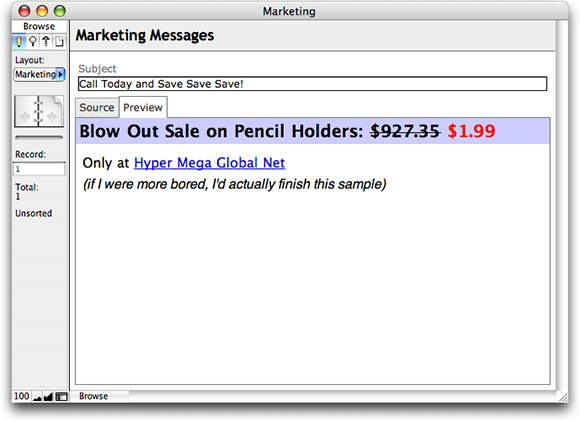 Marketing
Browse
Marketing Messages
Layout:
Marketing
Subject
Call Today and Save Save Save!
Source Preview
Blow Out Sale on Pencil Holders: $927.35 $1.99
Only at Hyper Mega Global Net
(if I were more bored, I'd actually finish this sample)
Record:
1
Total:
1
Unsorted
100 Browse